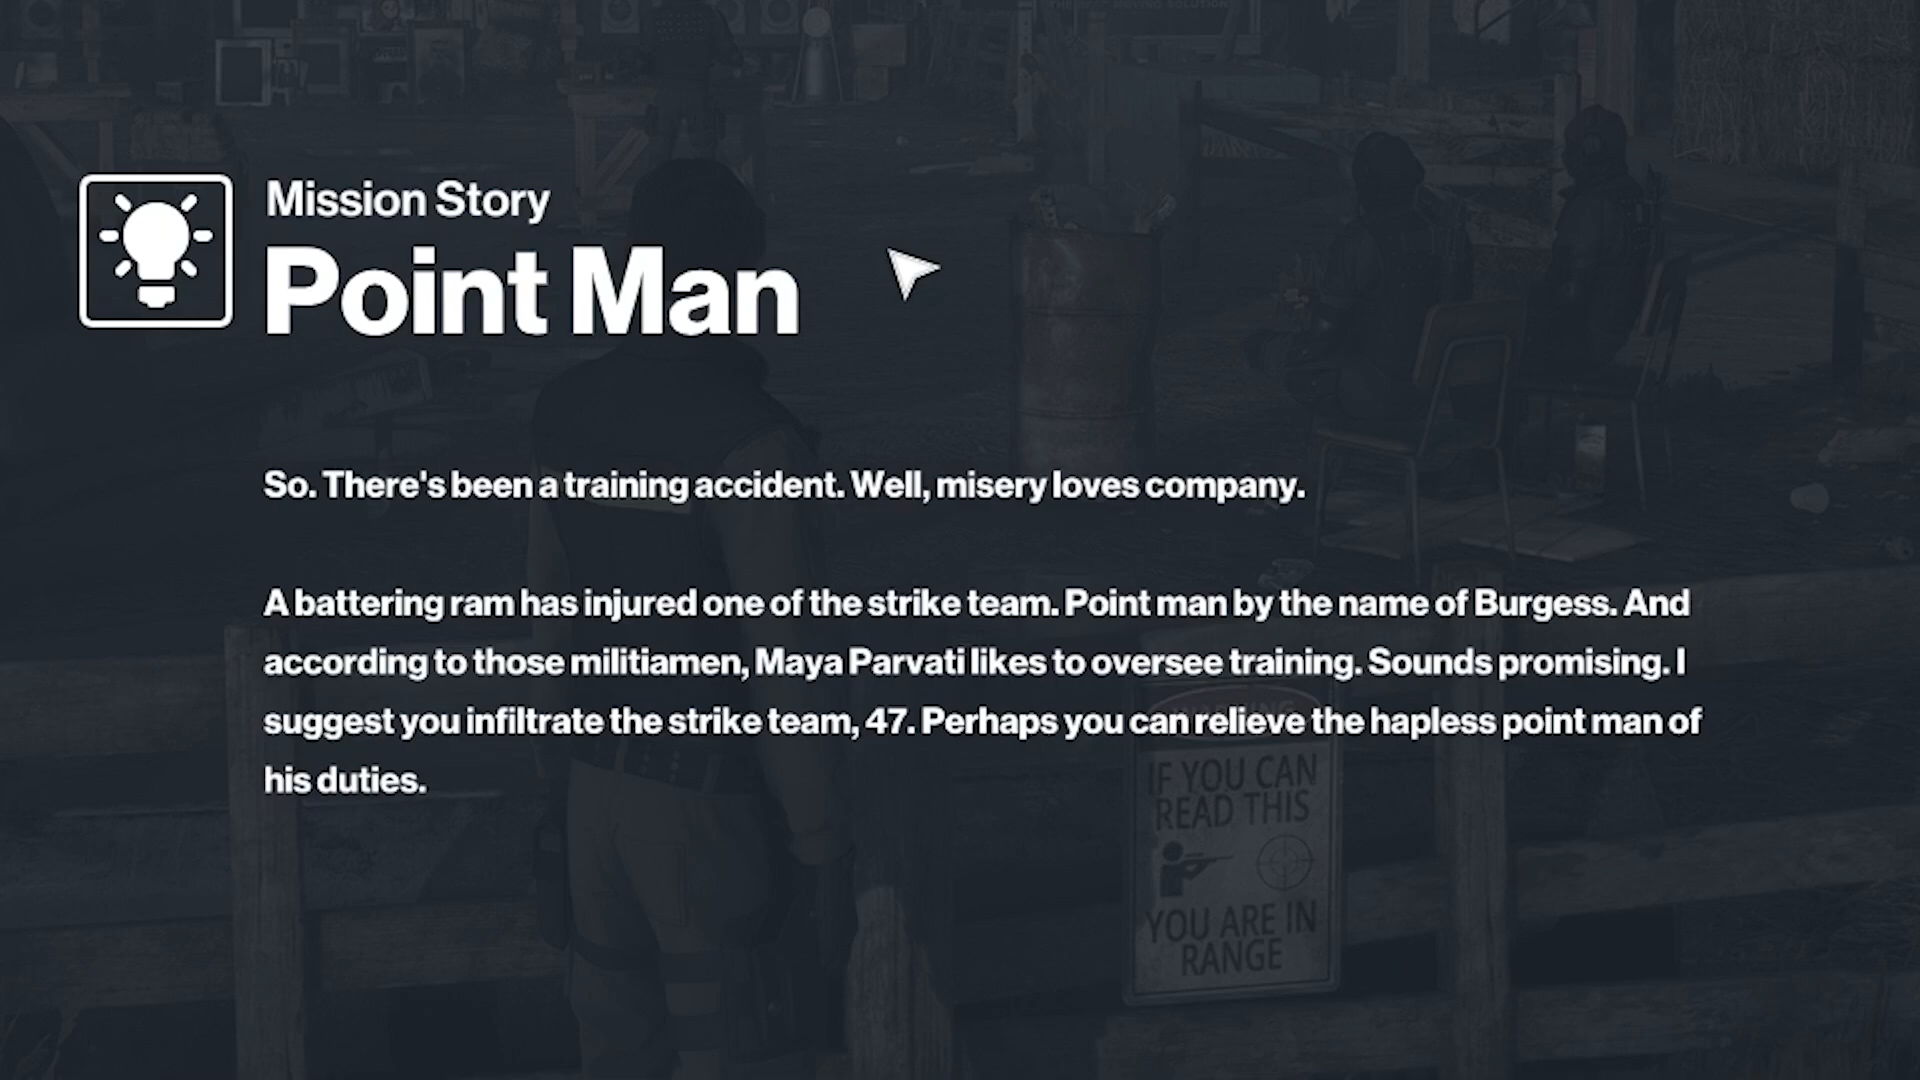 Mission Story
Point Man
So. There's been a training accident. Well, misery loves company.
A battering ram has injured one of the strike team. Point man by the name of Burgess. And
according to those militiamen, Maya Parvati likes to oversee training. Sounds promising. I
suggest you infiltrate the strike team, 47. Perhaps you can relieve the hapless point man of
his duties.
WARNING
IF YOU CAN
READ THIS
YOU ARE IN
RANGE